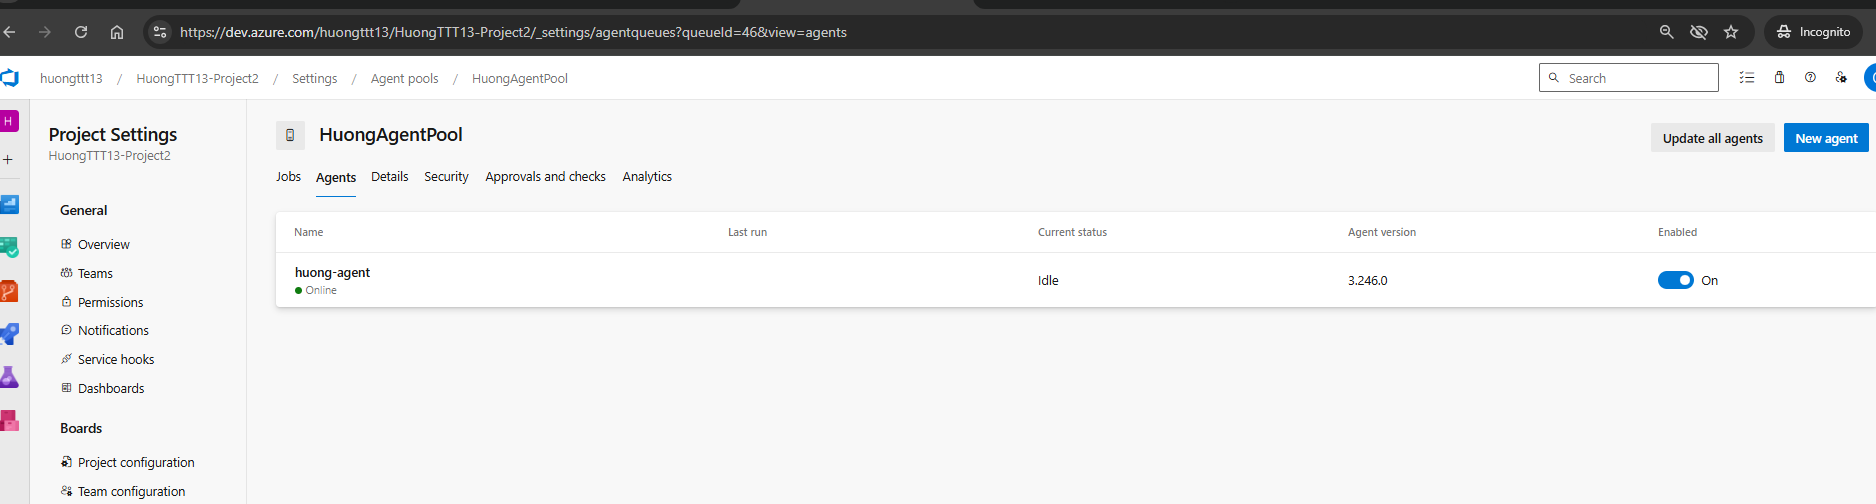 https://dev.azure.com/huongttt13/HuongTTT13-Project2/_settings/agentqueues?queueId=46&view=agents
Incognito
huongttt13 / HuongTTT13-Project2 / Settings / Agent pools / HuongAgentPool
Search
H
Project Settings
HuongTTT13-Project2
General
Overview
Teams
Permissions
Notifications
Service hooks
Dashboards
Boards
Project configuration
Team configuration
HuongAgentPool
Update all agents
New agent
Jobs Agents Details Security Approvals and checks Analytics
Name Last run Current status Agent version Enabled
huong-agent
Online
Idle 3.246.0 On